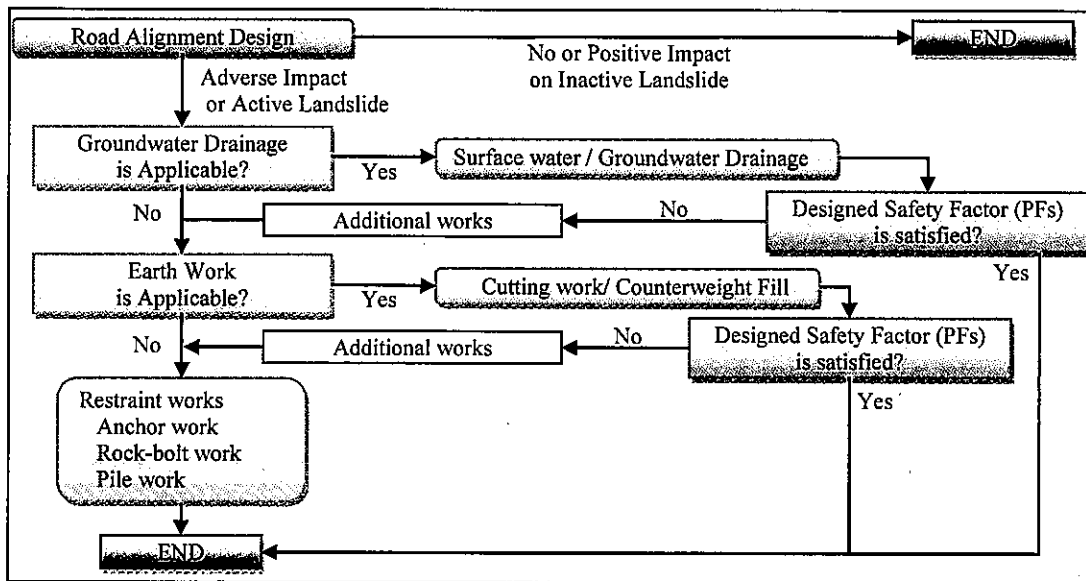 Road Alignment Design
END
No or Positive Impact
on Inactive Landslide
Adverse Impact
or Active Landslide
Groundwater Drainage
is Applicable?
Yes
Surface water / Groundwater Drainage
No
Additional works
No
Designed Safety Factor (PFs)
is satisfied?
Yes
Earth Work
is Applicable?
Yes
Cutting work/ Counterweight Fill
No
Additional works
No
Designed Safety Factor (PFs)
is satisfied?
Yes
Restraint works
Anchor work
Rock-bolt work
Pile work
END